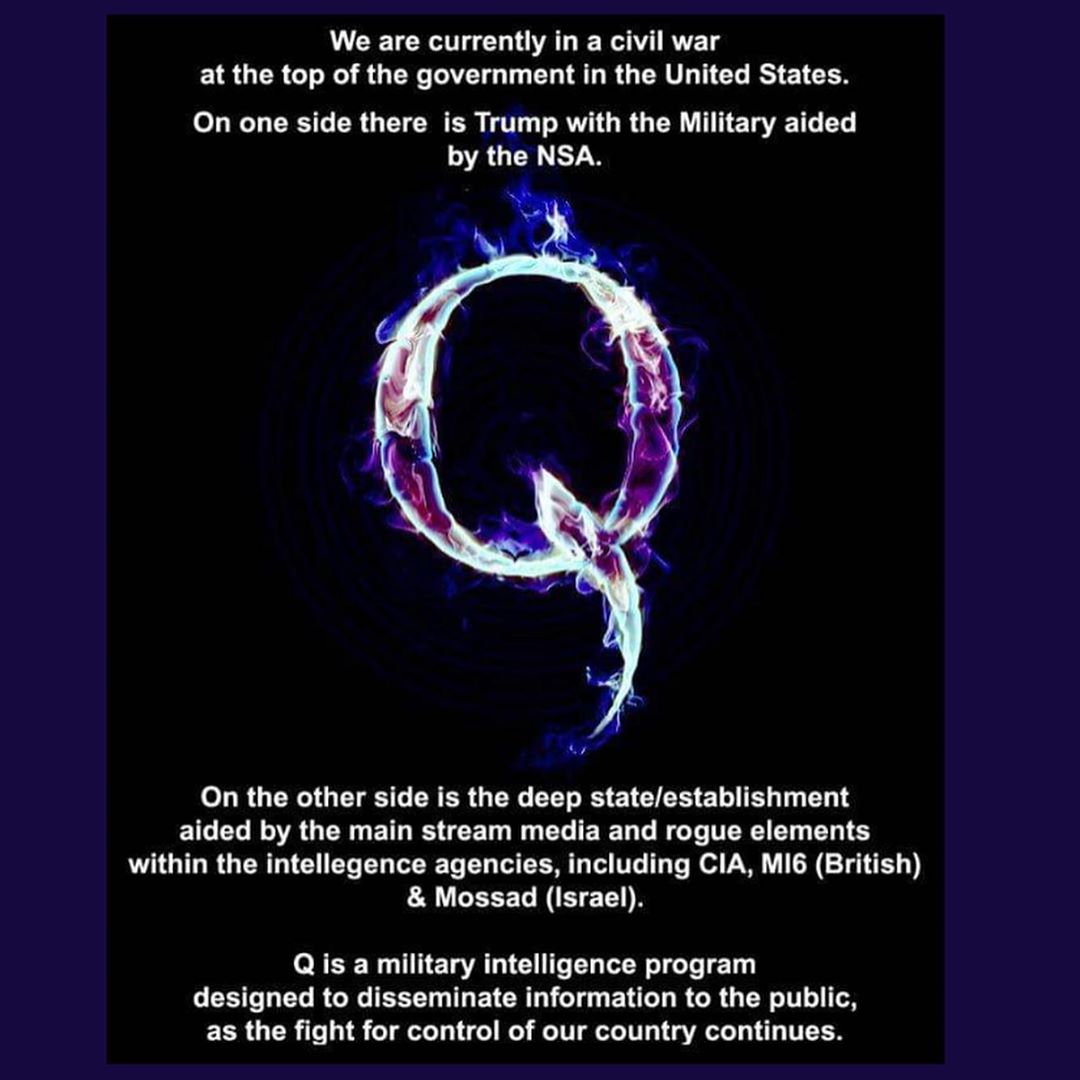 We are currently in a civil war
at the top of the government in the United States.
On one side there is Trump with the Military aided
by the NSA.
Q
On the other side is the deep state/establishment
aided by the main stream media and rogue elements
within the intellegence agencies, including CIA, MI6 (British)
& Mossad (Israel).
Q is a military intelligence program
designed to disseminate information to the public,
as the fight for control of our country continues.